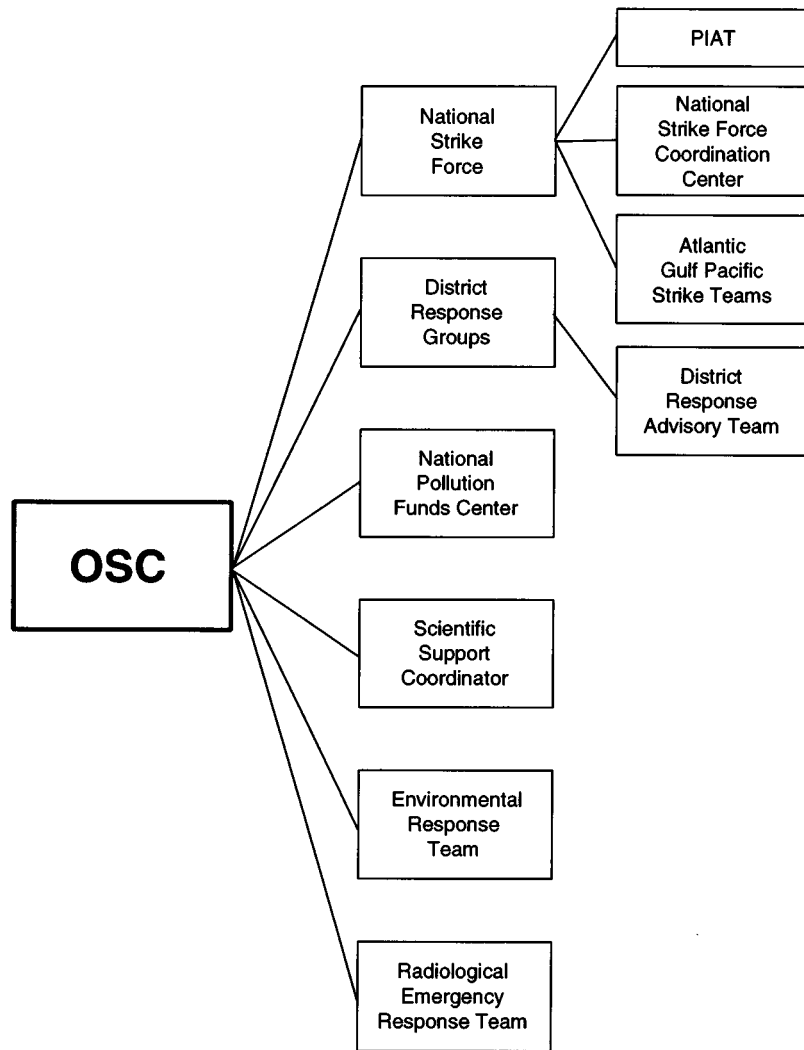 PIAT
National
Strike
Force
National
Strike Force
Coordination
Center
Atlantic
Gulf Pacific
Strike Teams
District
Response
Groups
District
Response
Advisory Team
National
Pollution
Funds Center
OSC
Scientific
Support
Coordinator
Environmental
Response
Team
Radiological
Emergency
Response Team